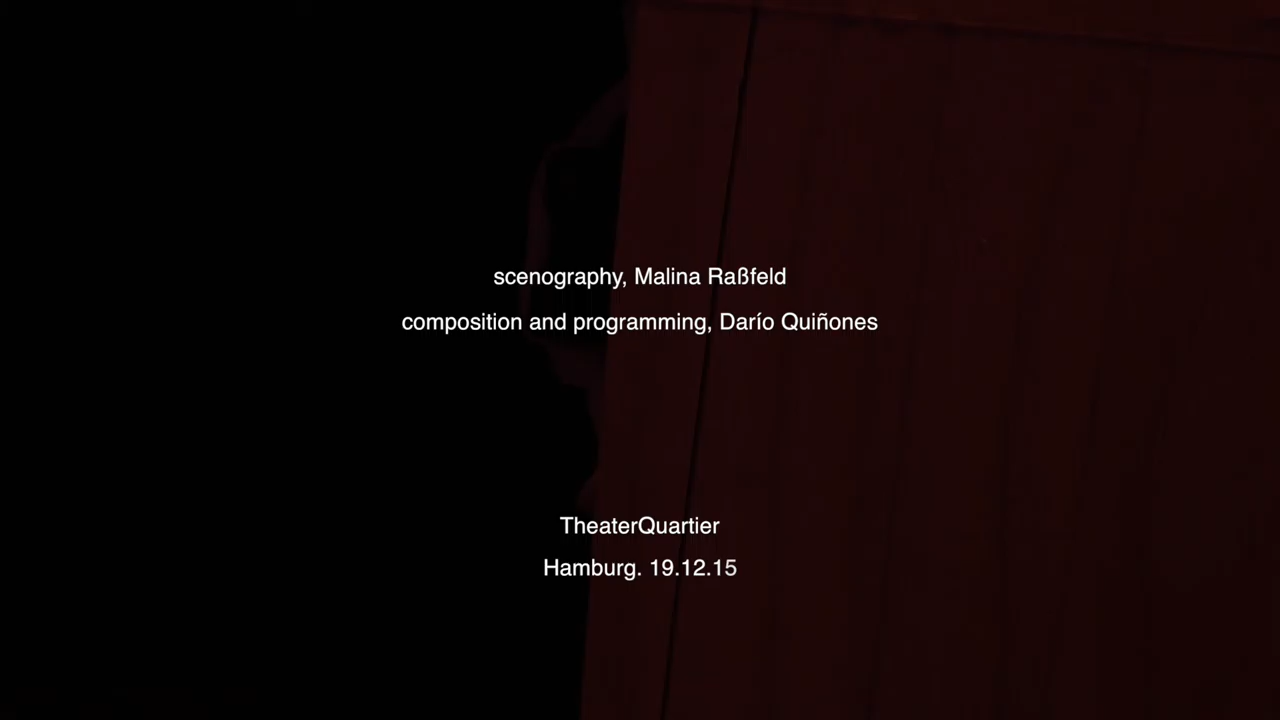 scenography, Malina Raßfeld
composition and programming, Darío Quiñones
TheaterQuartier
Hamburg. 19.12.15